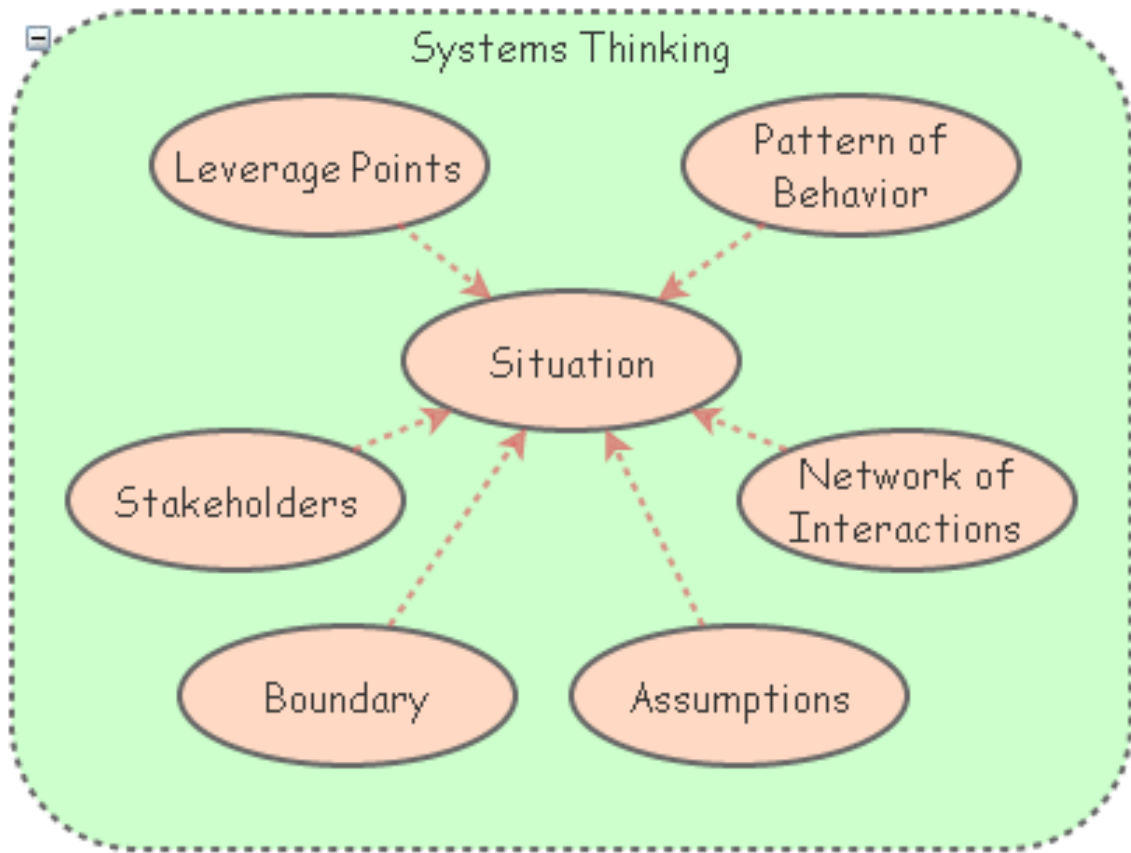 Systems Thinking
Leverage Points
Pattern of
Behavior
Situation
Stakeholders
Network of
Interactions
Boundary
Assumptions